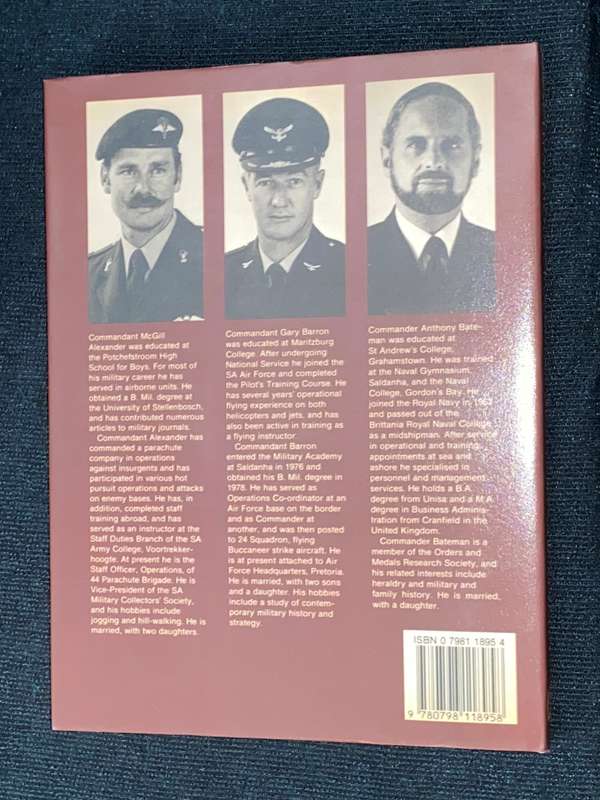 Commandant McGill
Alexander was educated at
the Potchefstroom High
School for Boys. For most
of his military career he has
served in airborne units. He
obtained a B. Mil. degree at
the University of Stellenbosch,
and has contributed numerous
articles to military journals.
Commandant Alexander has
commanded a parachute
company in operations
against insurgents and has
participated in various hot
pursuit operations and attacks
on enemy bases. He has, in
addition, completed staff
training abroad, and has
served as an instructor at the
Staff Duties Branch of the SA
Army College, Voortrekker-
hoogte. At present he is the
Staff Officer, Operations, of
44 Parachute Brigade. He is
Vice-President of the SA
Military Collectors' Society,
and his hobbies include
jogging and hill-walking. He is
married, with two daughters.
Commandant Gary Barron
was educated at Maritzburg
College. After undergoing
National Service he joined the
SA Air Force and completed
the Pilot's Training Course. He
has several years' operational
flying experience on both
helicopters and jets, and has
also been active in training as
a flying instructor.
Commandant Barron
entered the Military Academy
at Saldanha in 1976 and
obtained his B. Mil. degree in
1978. He has served as
Operations Co-ordinator at an
Air Force base on the border
and as Commander at
another, and was then posted
to 24 Squadron, flying
Buccaneer strike aircraft. He
is at present attached to Air
Force Headquarters, Pretoria.
He is married, with two sons
and a daughter. His hobbies
include a study of contem-
porary military history and
strategy.
Commander Anthony Bate-
man was educated at
St Andrew's College,
Grahamstown. He was trained
at the Naval Gymnasium,
Saldanha, and the Naval
College, Gordon's Bay. He
joined the Royal Navy in
and passed out of the
Brittania Royal Naval College
as a midshipman. After service
in operational and training
appointments at sea and
ashore he specialised in
personnel and management
services. He holds a B.A.
degree from Unisa and a M.A.
degree in Business Adminis-
tration from Cranfield in the
United Kingdom.
Commander Bateman is a
member of the Orders and
Medals Research Society, and
his related interests include
heraldry and military and
family history. He is married,
with a daughter.
ISBN 0 7981 1895 4
9 780798 118958